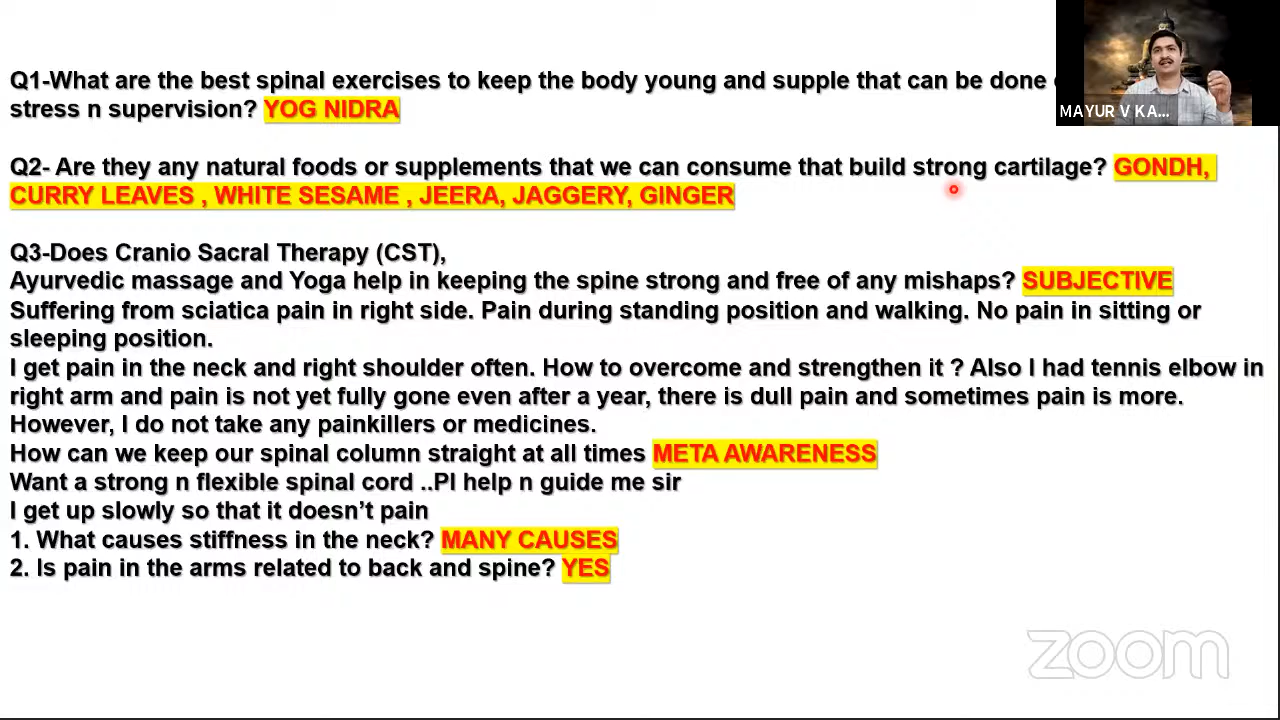 Q1-What are the best spinal exercises to keep the body young and supple that can be done
stress n supervision? YOG NIDRA
MAYUR V KA...
Q2- Are they any natural foods or supplements that we can consume that build strong cartilage? GONDH,
CURRY LEAVES , WHITE SESAME , JEERA, JAGGERY, GINGER
Q3-Does Cranio Sacral Therapy (CST),
Ayurvedic massage and Yoga help in keeping the spine strong and free of any mishaps? SUBJECTIVE
Suffering from sciatica pain in right side. Pain during standing position and walking. No pain in sitting or
sleeping position.
I get pain in the neck and right shoulder often. How to overcome and strengthen it ? Also I had tennis elbow in
right arm and pain is not yet fully gone even after a year, there is dull pain and sometimes pain is more.
However, I do not take any painkillers or medicines.
How can we keep our spinal column straight at all times META AWARENESS
Want a strong n flexible spinal cord ..Pl help n guide me sir
I get up slowly so that it doesn’t pain
1. What causes stiffness in the neck? MANY CAUSES
2. Is pain in the arms related to back and spine? YES
zoom